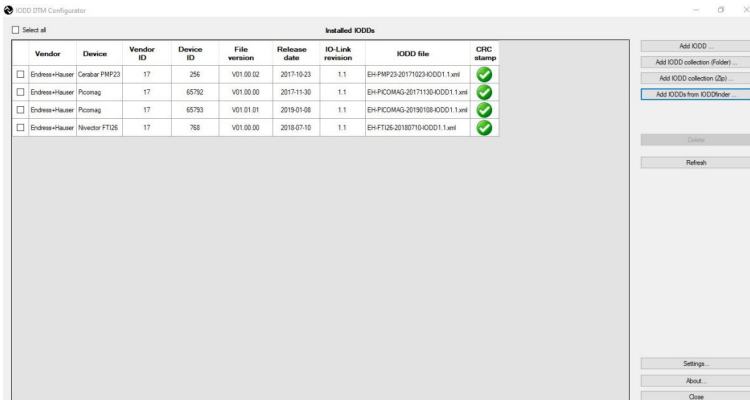 IODD DTM Configurator
Select all
Installed IODDs
Vendor Device Vendor ID Device ID File version Release date IO-Link revision IODD file CRC stamp
Endress+Hauser Cerabar PMP23 17 256 V01.00.02 2017-10-23 1.1 EH-PMP23-20171023-IODD1.1.xml
Endress+Hauser Picomag 17 65792 V01.00.00 2017-11-30 1.1 EH-PICOMAG-20171130-IODD1.1.xml
Endress+Hauser Picomag 17 65793 V01.01.01 2019-01-08 1.1 EH-PICOMAG-20190108-IODD1.1.xml
Endress+Hauser Nivector FTI26 17 768 V01.00.00 2018-07-10 1.1 EH-FTI26-20180710-IODD1.1.xml
Add IODD ...
Add IODD collection (Folder) ...
Add IODD collection (Zip) ...
Add IODDs from IODDfinder ...
Delete
Refresh
Settings...
About...
Close